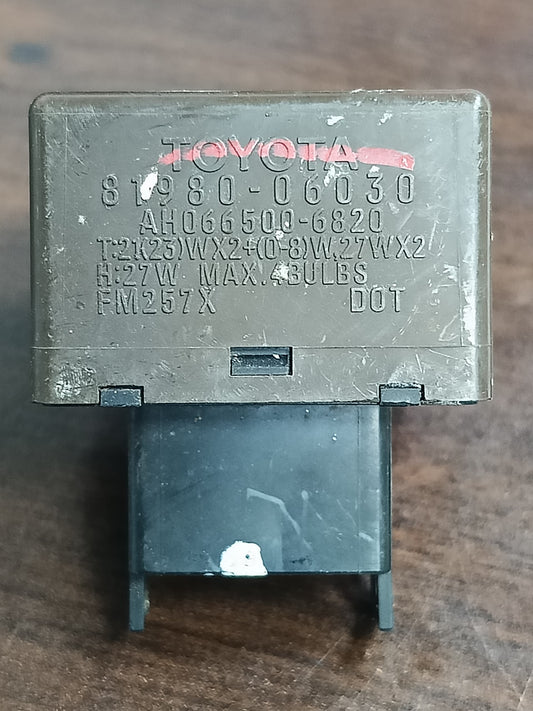 TOYOTA
81980-06030
AH066500-6820
T:21(23)WX2+(0-8)W,27WX2
H:27W MAX.4BULBS
FM257X DOT